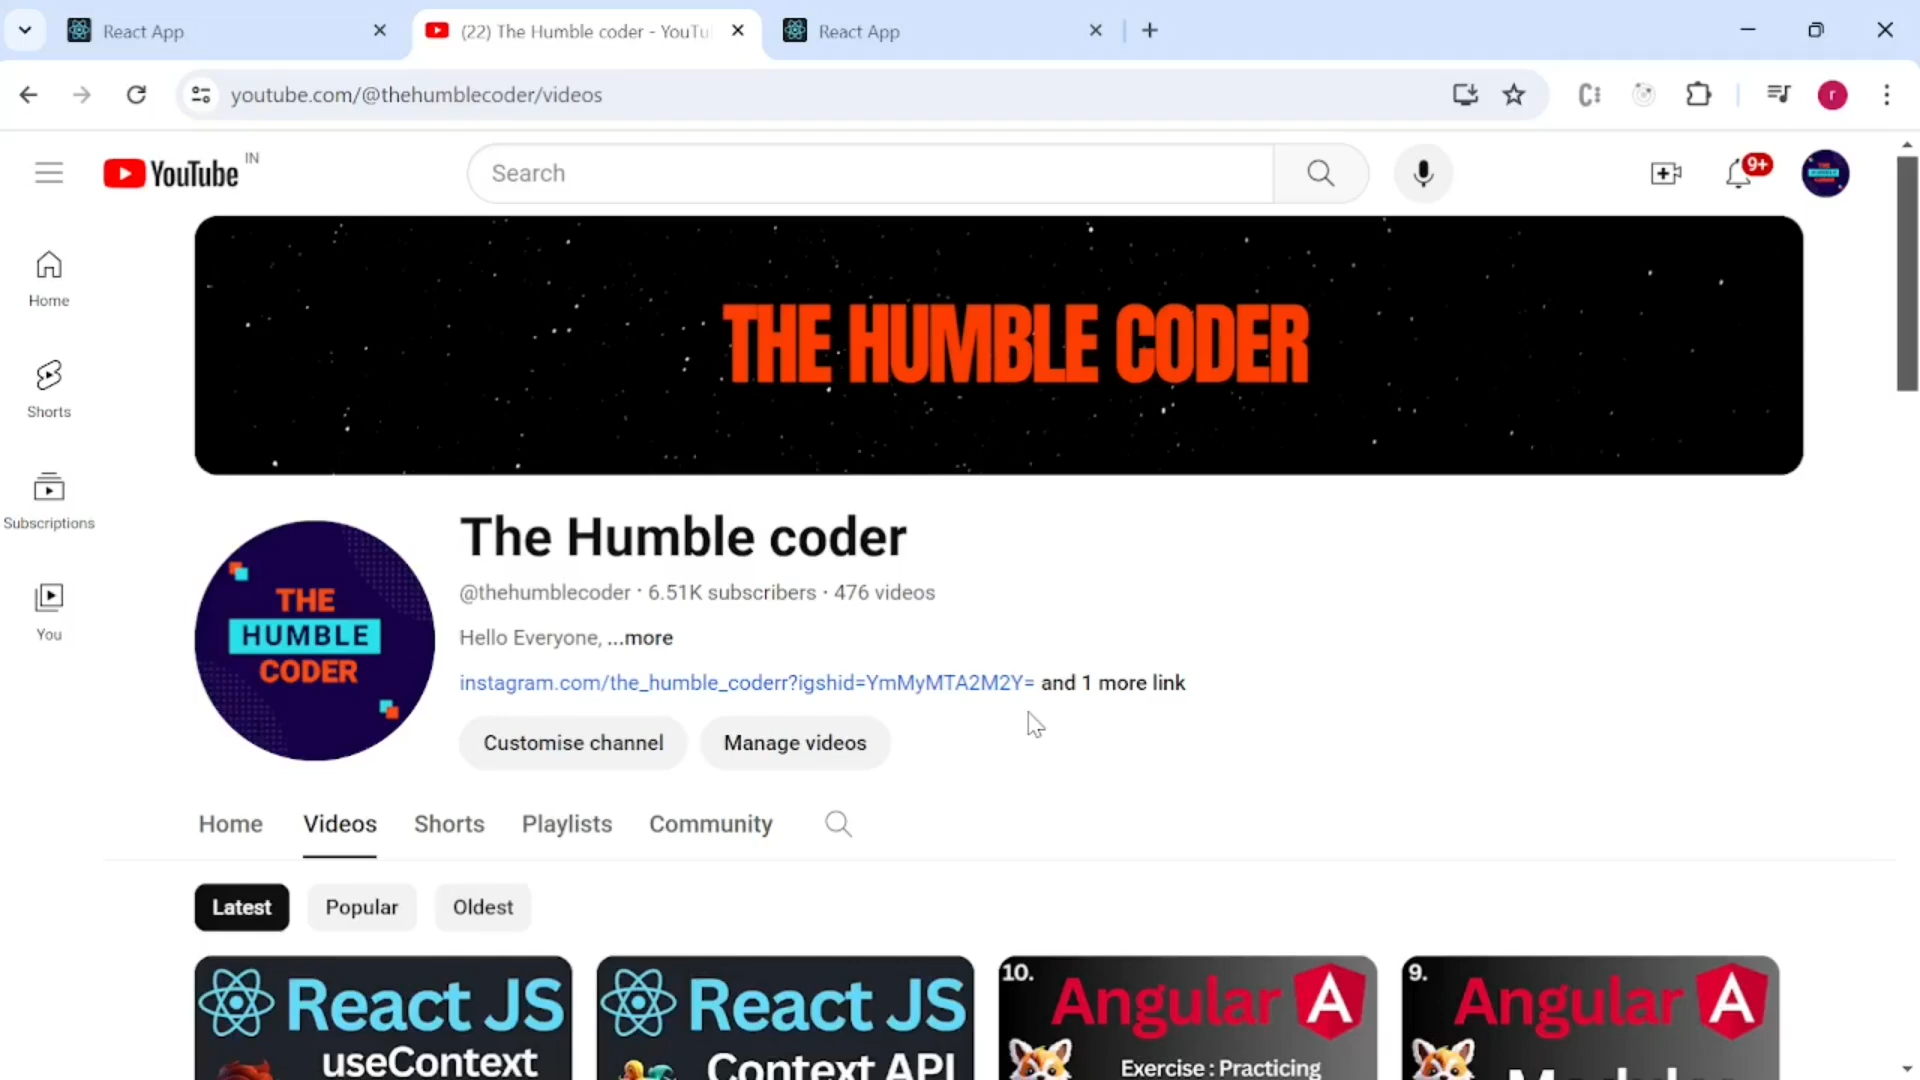 React App
(22) The Humble coder - YouTu
React App
youtube.com/@thehumblecoder/videos
r
YouTube IN
Search
9+
THE HUMBLE CODER
Home
Shorts
Subscriptions
You
THE
HUMBLE
CODER
The Humble coder
@thehumblecoder · 6.51K subscribers · 476 videos
Hello Everyone, ...more
instagram.com/the_humble_coderr?igshid=YmMyMTA2M2Y= and 1 more link
Customise channel Manage videos
Home Videos Shorts Playlists Community
Latest Popular Oldest
React JS
useContext
React JS
Context API
10.
Angular
Exercise : Practicing
9.
Angular